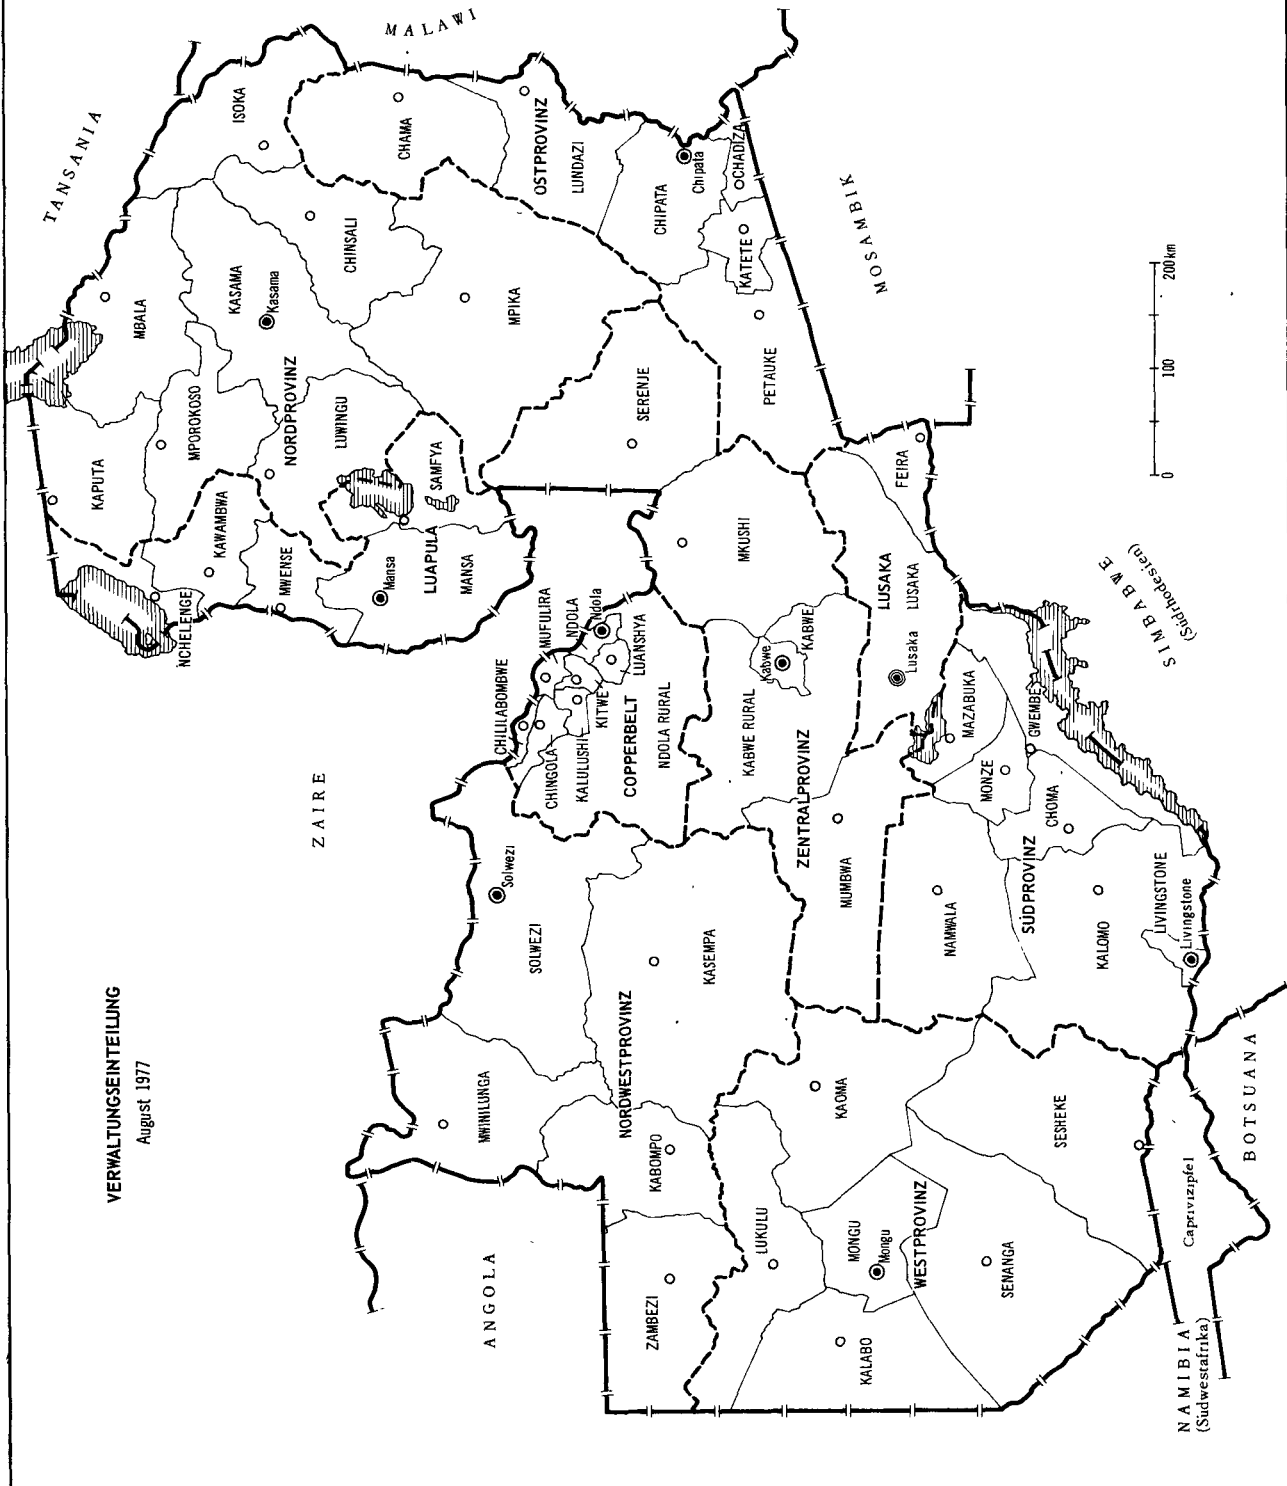 VERWALTUNGSEINTEILUNG
August 1977
TANSANIA
MALAWI
ZAIRE
ANGOLA
MOSAMBIK
SIMBABWE
(Südrhodesien)
BOTSUANA
NAMIBIA
(Südwestafrika)
Caprivizipfel
NORDPROVINZ
KAPUTA
MBALA
ISOKA
MPOROKOSO
KASAMA
Kasama
CHINSALI
LUWINGU
MPIKA
LUAPULA
NCHELENGE
KAWAMBWA
MWENSE
MANSA
Mansa
SAMFYA
OSTPROVINZ
CHAMA
LUNDAZI
CHIPATA
Chipata
CHADIZA
KATETE
PETAUKE
COPPERBELT
CHILILABOMBWE
CHINGOLA
MUFULIRA
KALULUSHI
KITWE
NDOLA
Ndola
LUANSHYA
NDOLA RURAL
ZENTRALPROVINZ
SERENJE
MKUSHI
KABWE RURAL
KABWE
Kabwe
MUMBWA
LUSAKA
LUSAKA
Lusaka
FEIRA
NORDWESTPROVINZ
MWINILUNGA
SOLWEZI
Solwezi
KASEMPA
KABOMPO
ZAMBEZI
WESTPROVINZ
LUKULU
KAOMA
MONGU
Mongu
KALABO
SENANGA
SESHEKE
SÜDPROVINZ
NAMWALA
MAZABUKA
MONZE
GWEMBE
CHOMA
KALOMO
LIVINGSTONE
Livingstone
0 100 200km